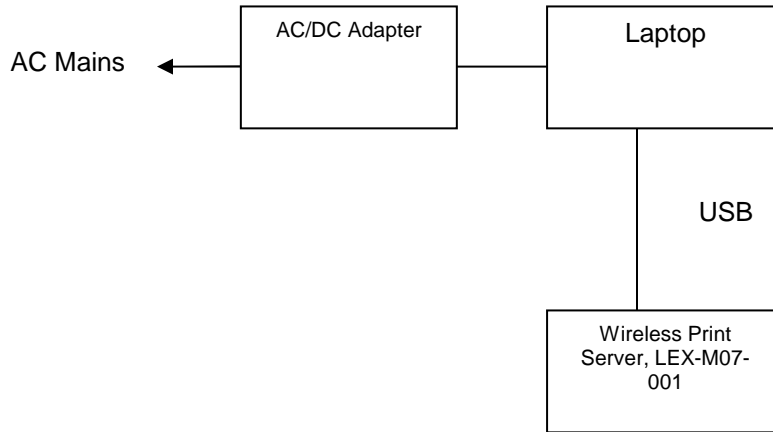 AC/DC Adapter
Laptop
AC Mains
USB
Wireless Print
Server, LEX-M07-
001